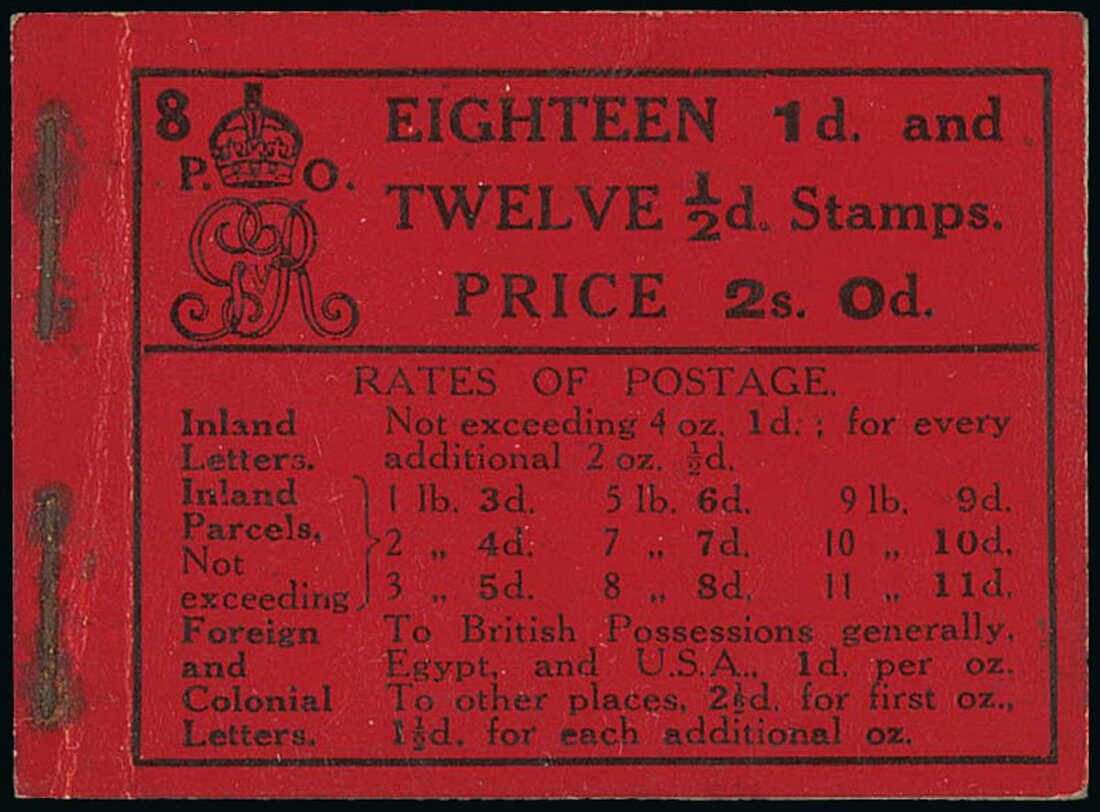 8
P. O.
GVR
EIGHTEEN 1d. and
TWELVE ½d. Stamps.
PRICE 2s. 0d.
RATES OF POSTAGE.
Inland Letters. Not exceeding 4 oz. 1d. ; for every
additional 2 oz. ½d.
Inland Parcels, Not exceeding
1 lb. 3d. 5 lb. 6d. 9 lb. 9d.
2 „ 4d. 7 „ 7d. 10 „ 10d.
3 „ 5d. 8 „ 8d. 11 „ 11d.
Foreign and Colonial Letters.
To British Possessions generally,
Egypt, and U.S.A., 1d. per oz.
To other places, 2½d. for first oz.,
1½d. for each additional oz.